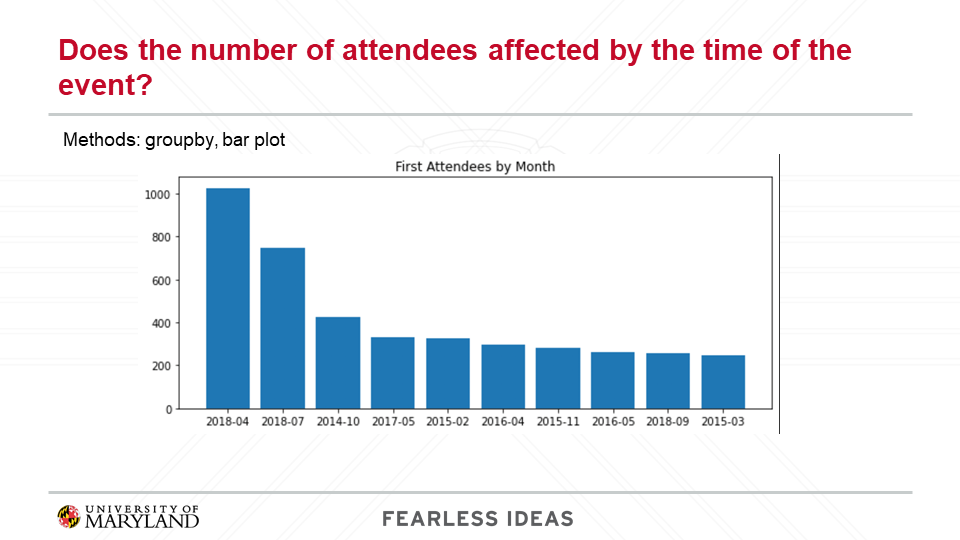 Does the number of attendees affected by the time of the
event?
Methods: groupby, bar plot
First Attendees by Month
1000
800
600
400
200
0
2018-04 2018-07 2014-10 2017-05 2015-02 2016-04 2015-11 2016-05 2018-09 2015-03
UNIVERSITY OF
MARYLAND
FEARLESS IDEAS